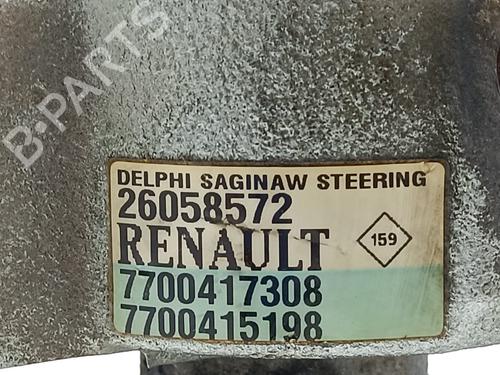 B-PARTS
DELPHI SAGINAW STEERING
26058572
RENAULT
159
7700417308
7700415198